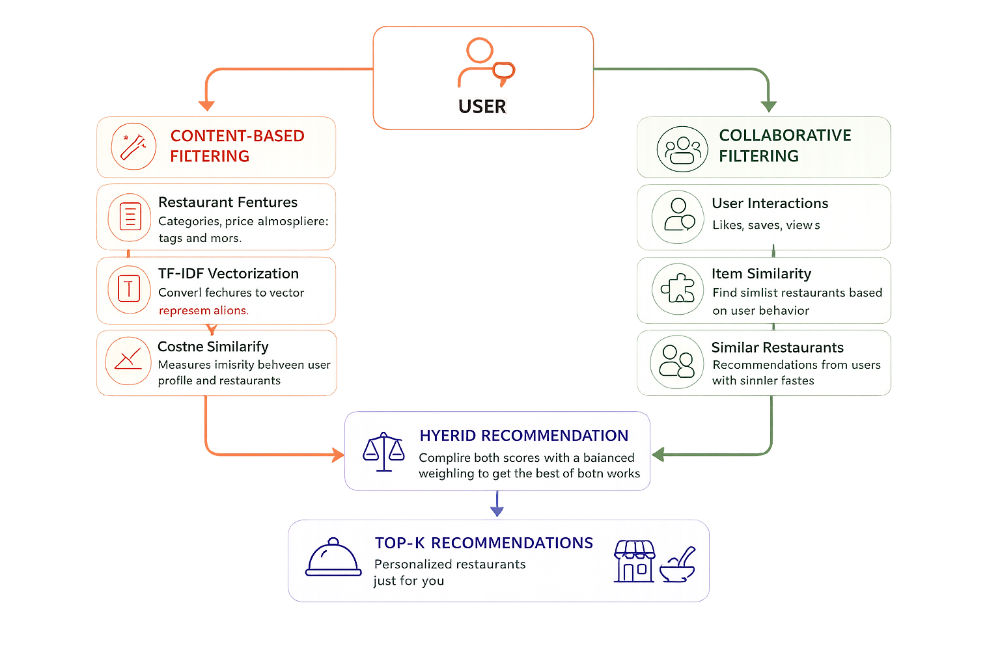 USER
CONTENT-BASED
FILTERING
Restaurant Fentures
Categories, price almospliere:
tags and mors.
TF-IDF Vectorization
Converl fechures to vector
represem alions.
Costne Similarify
Measures imisrity behveen user
profile and restaurants
COLLABORATIVE
FILTERING
User Interactions
Likes, saves, views
Item Similarity
Find simlist restaurants based
on user behavior
Similar Restaurants
Recommendations from users
with sinnler fastes
HYERID RECOMMENDATION
Complire both scores with a baianced
weighling to get the best of botn works
TOP-K RECOMMENDATIONS
Personalized restaurants
just for you